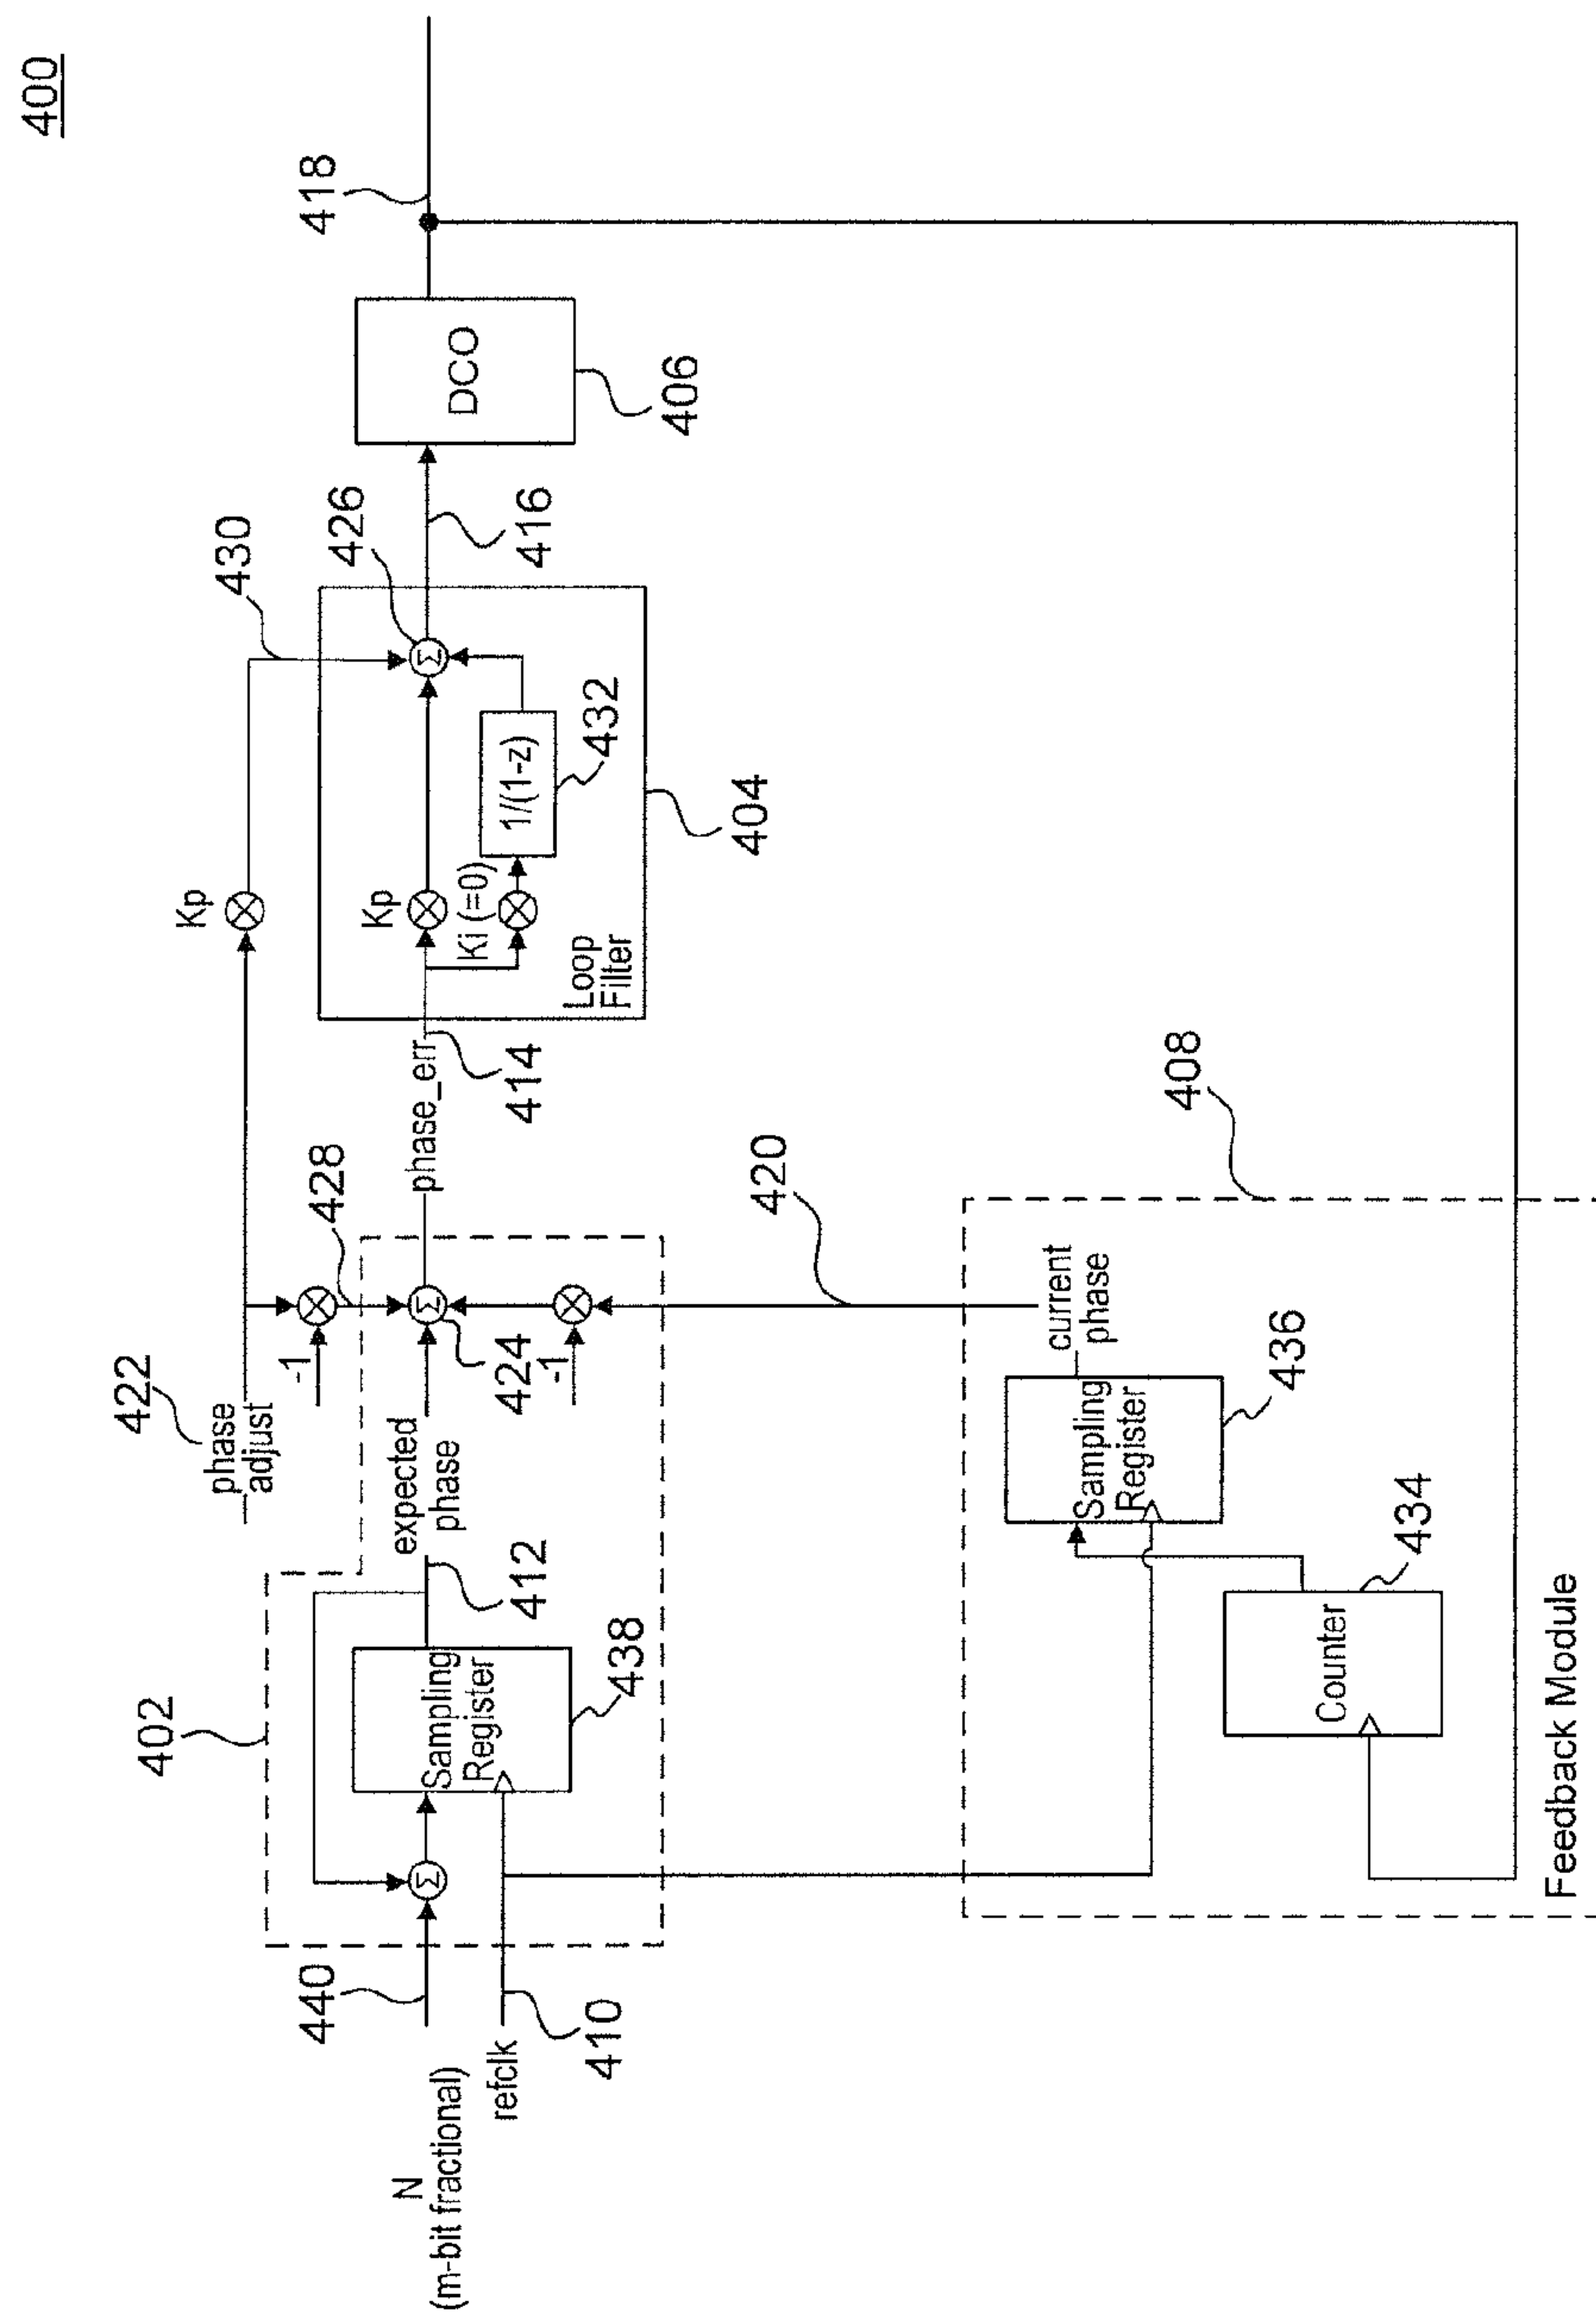 400
418
430
426
DCO
416
406
Kp
Kp
Σ
Ki (=0)
1/(1-z)
432
Loop
Filter
404
422
phase
adjust
-1
428
phase_err
414
402
expected
phase
Σ
424
-1
420
412
Sampling
Register
438
440
Σ
N
(m-bit fractional)
refclk
410
408
current
phase
Sampling
Register
436
Counter
434
Feedback Module